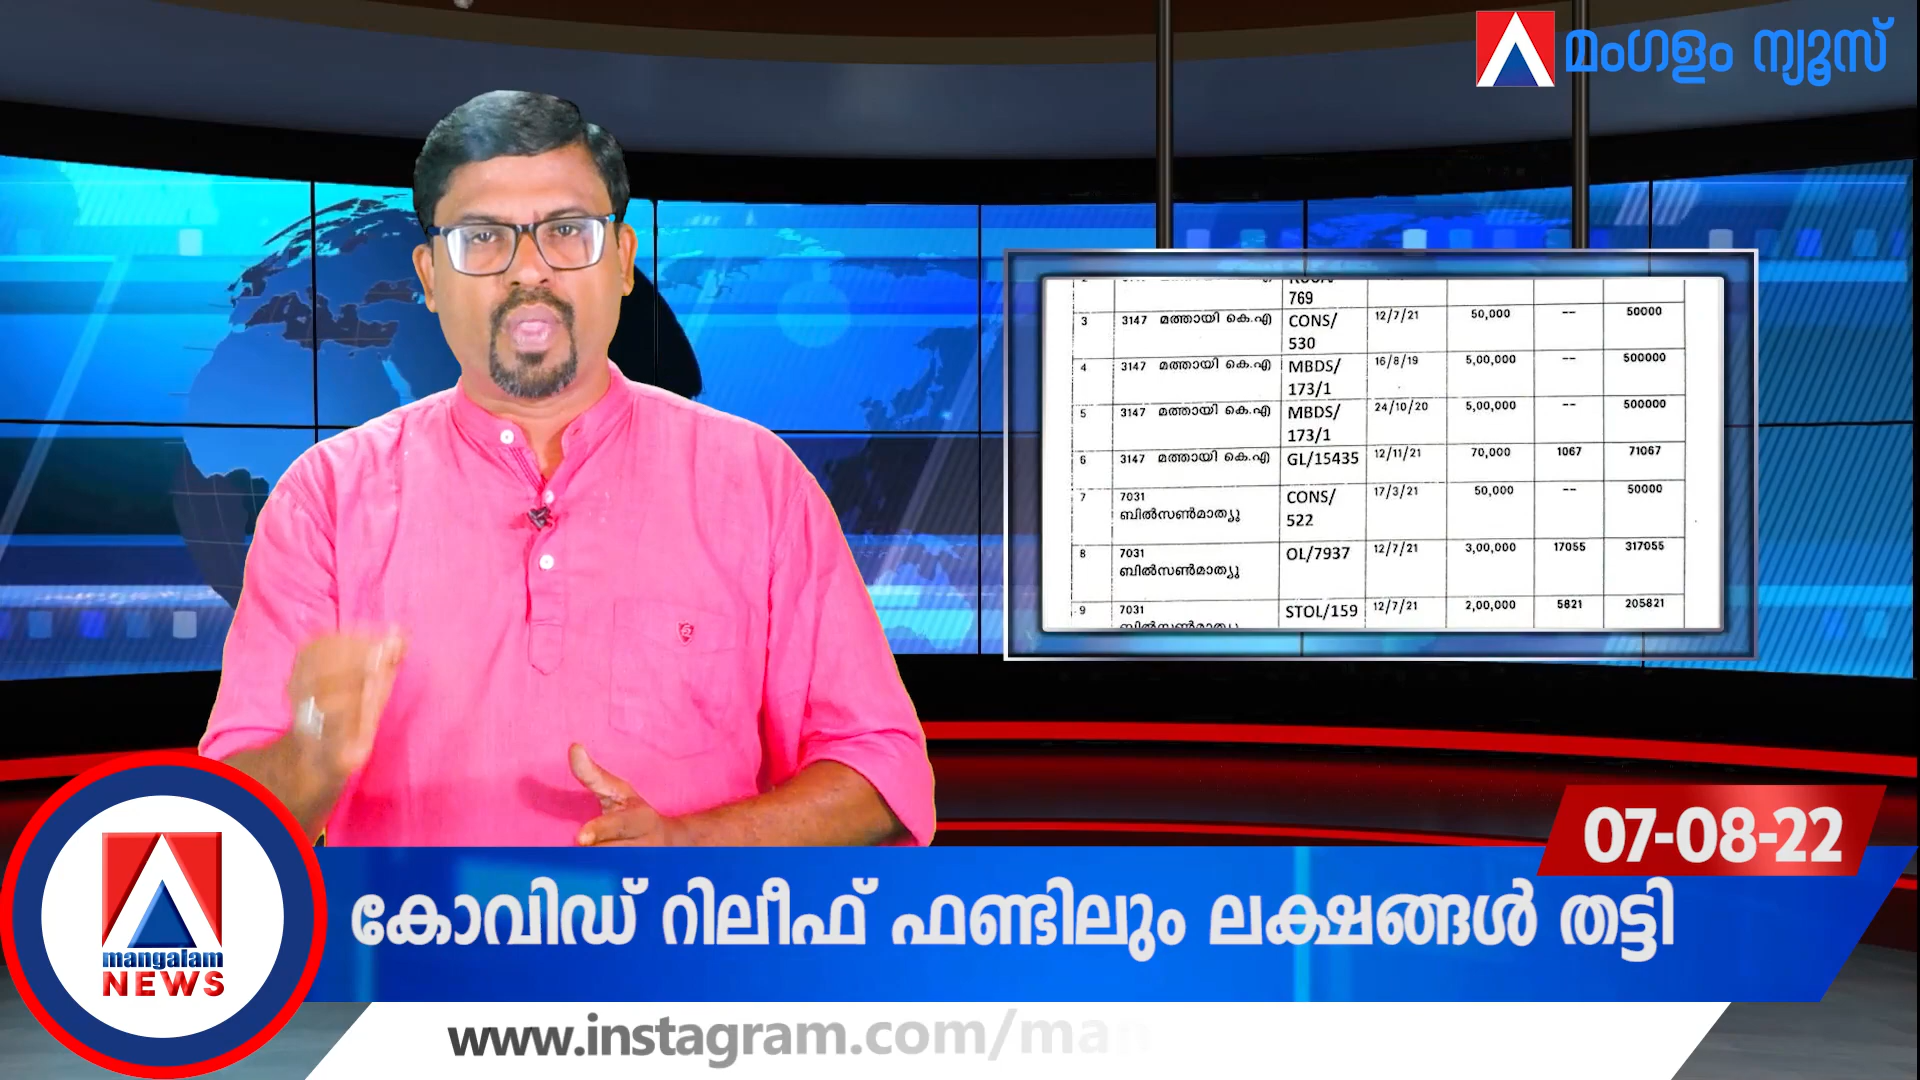 മംഗളം ന്യൂസ്
769
3 3147 മത്തായി കെ.എ CONS/ 12/7/21 50,000 -- 50000
530
4 3147 മത്തായി കെ.എ MBDS/ 16/8/19 5,00,000 -- 500000
173/1
5 3147 മത്തായി കെ.എ MBDS/ 24/10/20 5,00,000 -- 500000
173/1
6 3147 മത്തായി കെ.എ GL/15435 12/11/21 70,000 1067 71067
7 7031 CONS/ 17/3/21 50,000 -- 50000
ബിൽസൺമാത്യു 522
8 7031 OL/7937 12/7/21 3,00,000 17055 317055
ബിൽസൺമാത്യു
9 7031 STOL/159 12/7/21 2,00,000 5821 205821
07-08-22
കോവിഡ് റിലീഫ് ഫണ്ടിലും ലക്ഷങ്ങൾ തട്ടി
mangalam
NEWS
www.instagram.com/man